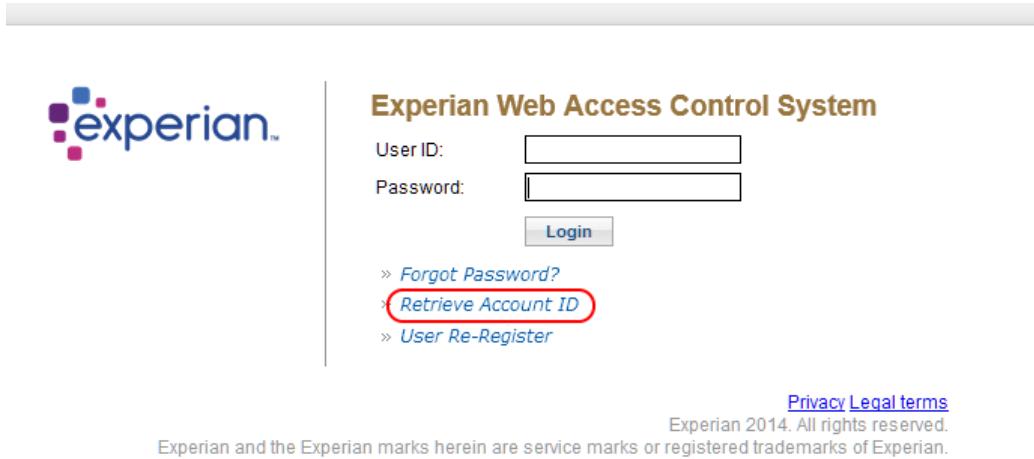 experian™
Experian Web Access Control System
User ID:
Password:
Login
» Forgot Password?
» Retrieve Account ID
» User Re-Register
Privacy Legal terms
Experian 2014. All rights reserved.
Experian and the Experian marks herein are service marks or registered trademarks of Experian.